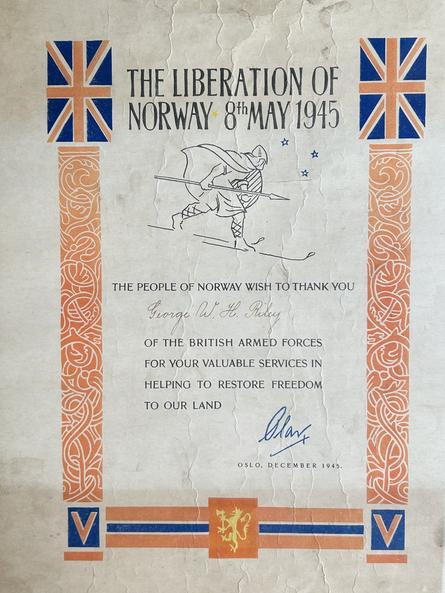 THE LIBERATION OF
NORWAY 8th MAY 1945
THE PEOPLE OF NORWAY WISH TO THANK YOU
George W. H. Riley
OF THE BRITISH ARMED FORCES
FOR YOUR VALUABLE SERVICES IN
HELPING TO RESTORE FREEDOM
TO OUR LAND
Olav
OSLO, DECEMBER 1945.
V V